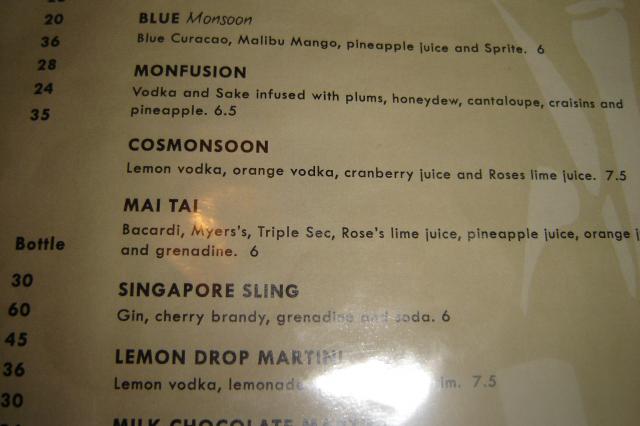 20
36
28
24
35
Bottle
30
60
45
36
30
BLUE Monsoon
Blue Curacao, Malibu Mango, pineapple juice and Sprite. 6
MONFUSION
Vodka and Sake infused with plums, honeydew, cantaloupe, craisins and
pineapple. 6.5
COSMONSOON
Lemon vodka, orange vodka, cranberry juice and Roses lime juice. 7.5
MAI TAI
Bacardi, Myers's, Triple Sec, Rose's lime juice, pineapple juice, orange j
and grenadine. 6
SINGAPORE SLING
Gin, cherry brandy, grenadine and soda. 6
LEMON DROP MARTINI
Lemon vodka, lemonade 7.5
MILK CHOCOLATE